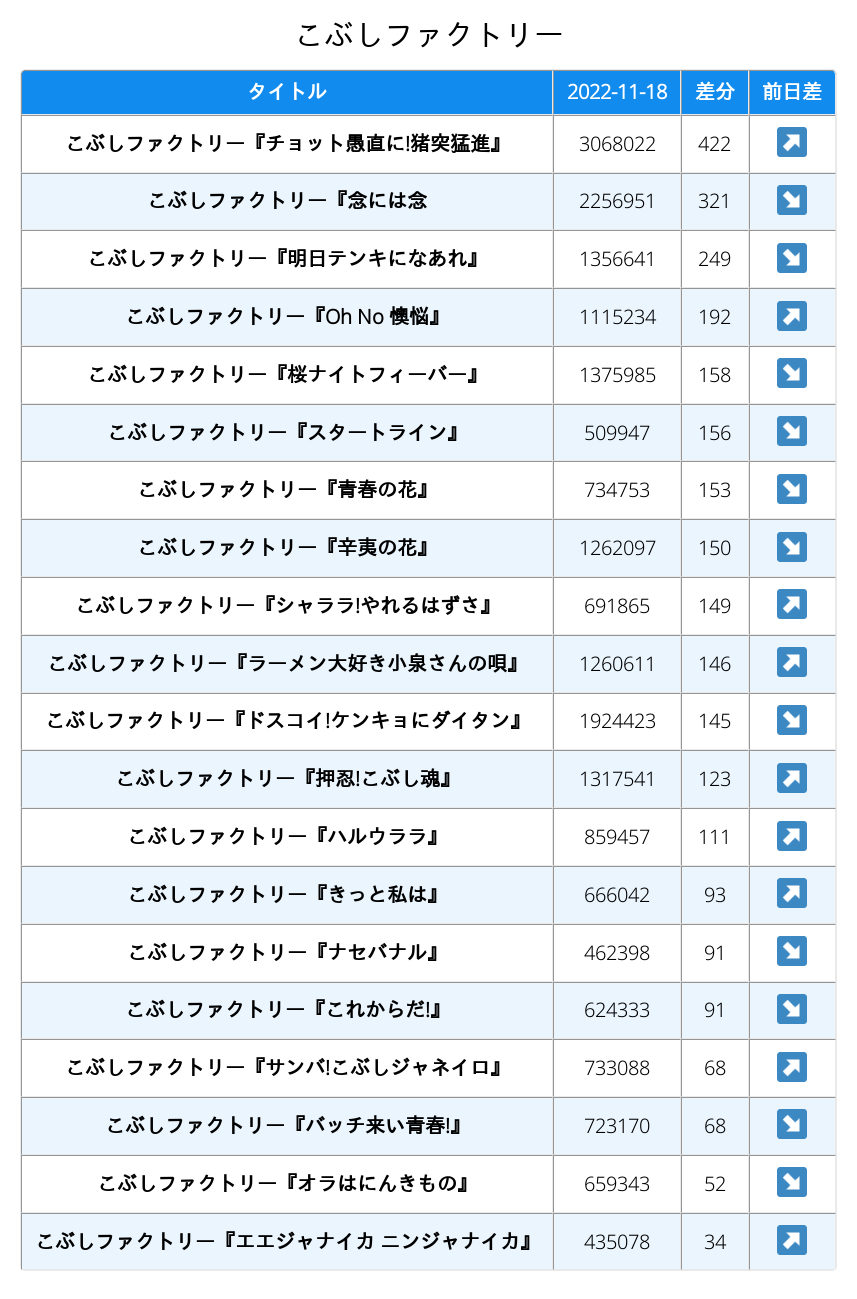 こぶしファクトリー
タイトル 2022-11-18 差分 前日差
こぶしファクトリー『チョット愚直に!猪突猛進』 3068022 422 ↗
こぶしファクトリー『念には念 2256951 321 ↘
こぶしファクトリー『明日テンキになあれ』 1356641 249 ↘
こぶしファクトリー『Oh No 懊悩』 1115234 192 ↗
こぶしファクトリー『桜ナイトフィーバー』 1375985 158 ↘
こぶしファクトリー『スタートライン』 509947 156 ↘
こぶしファクトリー『青春の花』 734753 153 ↘
こぶしファクトリー『辛夷の花』 1262097 150 ↘
こぶしファクトリー『シャララ!やれるはずさ』 691865 149 ↗
こぶしファクトリー『ラーメン大好き小泉さんの唄』 1260611 146 ↗
こぶしファクトリー『ドスコイ!ケンキョにダイタン』 1924423 145 ↘
こぶしファクトリー『押忍!こぶし魂』 1317541 123 ↗
こぶしファクトリー『ハルウララ』 859457 111 ↗
こぶしファクトリー『きっと私は』 666042 93 ↗
こぶしファクトリー『ナセバナル』 462398 91 ↘
こぶしファクトリー『これからだ!』 624333 91 ↘
こぶしファクトリー『サンバ!こぶしジャネイロ』 733088 68 ↗
こぶしファクトリー『バッチ来い青春!』 723170 68 ↘
こぶしファクトリー『オラはにんきもの』 659343 52 ↘
こぶしファクトリー『エエジャナイカ ニンジャナイカ』 435078 34 ↗